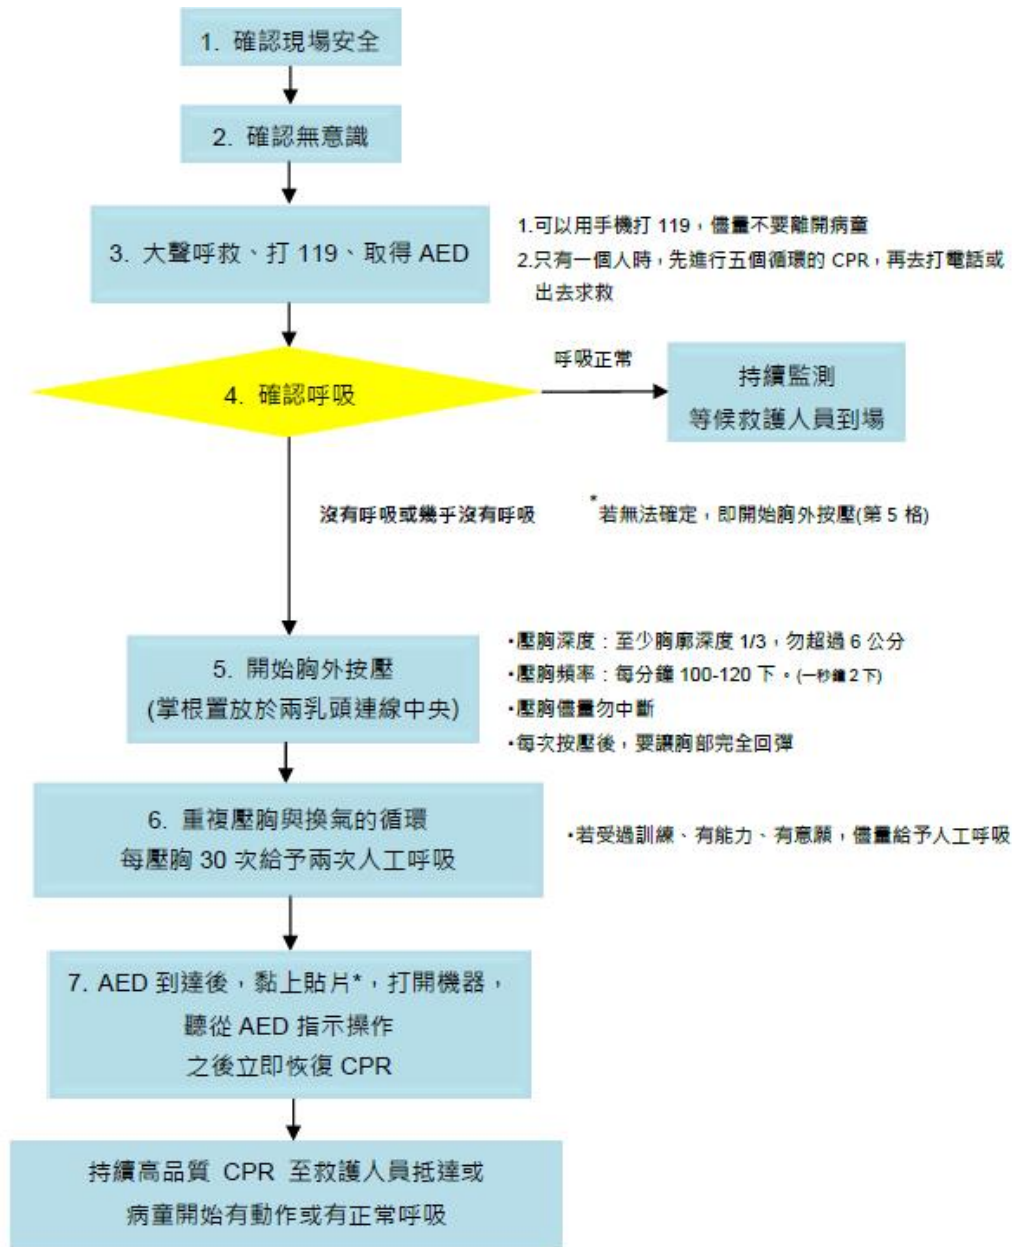 1. 確認現場安全
2. 確認無意識
3. 大聲呼救、打 119、取得 AED
1.可以用手機打 119，儘量不要離開病童
2.只有一個人時，先進行五個循環的 CPR，再去打電話或
出去求救
4. 確認呼吸
呼吸正常
持續監測
等候救護人員到場
沒有呼吸或幾乎沒有呼吸
*若無法確定，即開始胸外按壓(第 5 格)
5. 開始胸外按壓
(掌根置放於兩乳頭連線中央)
•壓胸深度：至少胸廓深度 1/3，勿超過 6 公分
•壓胸頻率：每分鐘 100-120 下。(一秒鐘 2 下)
•壓胸儘量勿中斷
•每次按壓後，要讓胸部完全回彈
6. 重複壓胸與換氣的循環
每壓胸 30 次給予兩次人工呼吸
•若受過訓練、有能力、有意願，儘量給予人工呼吸
7. AED 到達後，黏上貼片*，打開機器，
聽從 AED 指示操作
之後立即恢復 CPR
持續高品質 CPR 至救護人員抵達或
病童開始有動作或有正常呼吸